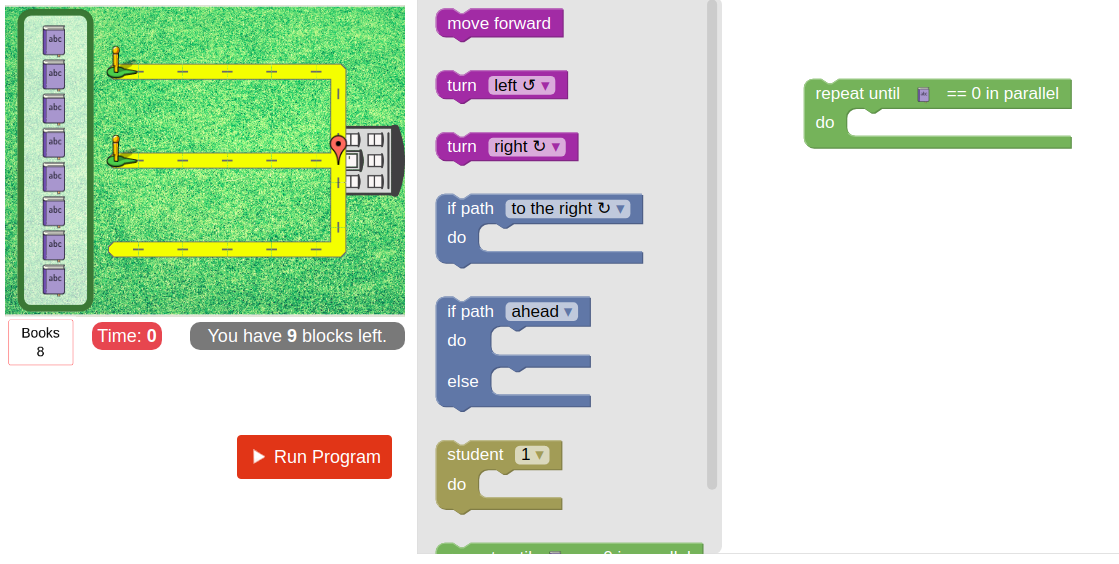 abc
abc
abc
abc
abc
abc
abc
abc
Books
8
Time: 0
You have 9 blocks left.
Run Program
move forward
turn left ↺ ▼
turn right ↻ ▼
if path to the right ↻ ▼
do
if path ahead ▼
do
else
student 1 ▼
do
repeat until == 0 in parallel
do